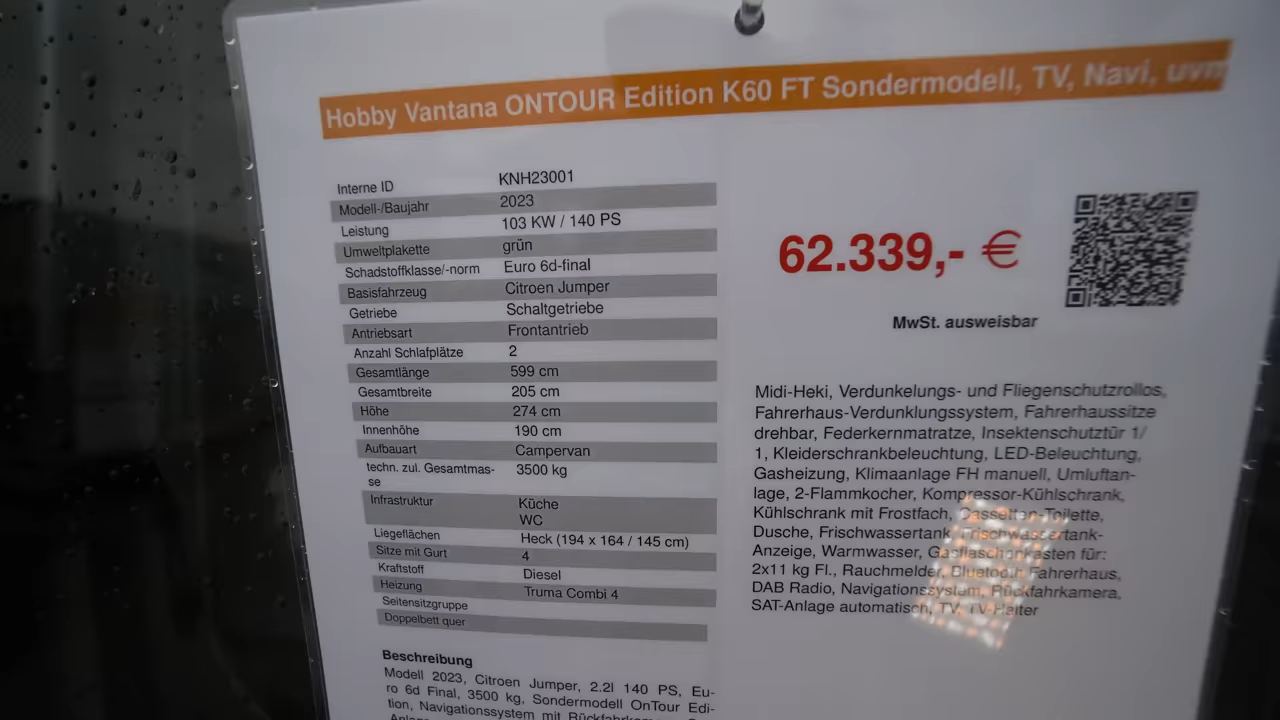 Hobby Vantana ONTOUR Edition K60 FT Sondermodell, TV, Navi, uvm
Interne ID KNH23001
Modell-/Baujahr 2023
Leistung 103 KW / 140 PS
Umweltplakette grün
Schadstoffklasse/-norm Euro 6d-final
Basisfahrzeug Citroen Jumper
Getriebe Schaltgetriebe
Antriebsart Frontantrieb
Anzahl Schlafplätze 2
Gesamtlänge 599 cm
Gesamtbreite 205 cm
Höhe 274 cm
Innenhöhe 190 cm
Aufbauart Campervan
techn. zul. Gesamtmas- 3500 kg
se
Infrastruktur Küche
WC
Liegeflächen Heck (194 x 164 / 145 cm)
Sitze mit Gurt 4
Kraftstoff Diesel
Heizung Truma Combi 4
Seitensitzgruppe
Doppelbett quer
Beschreibung
Modell 2023, Citroen Jumper, 2.2l 140 PS, Eu-
ro 6d Final, 3500 kg, Sondermodell OnTour Edi-
tion, Navigationssystem mit
62.339,- €
MwSt. ausweisbar
Midi-Heki, Verdunkelungs- und Fliegenschutzrollos,
Fahrerhaus-Verdunklungssystem, Fahrerhaussitze
drehbar, Federkernmatratze, Insektenschutztür 1/
1, Kleiderschrankbeleuchtung, LED-Beleuchtung,
Gasheizung, Klimaanlage FH manuell, Umluftan-
lage, 2-Flammkocher, Kompressor-Kühlschrank,
Kühlschrank mit Frostfach, Cassetten-Toilette,
Dusche, Frischwassertank, Frischwassertank-
Anzeige, Warmwasser, Gasflaschenkasten für:
2x11 kg Fl., Rauchmelder, Bluetooth Fahrerhaus,
DAB Radio, Navigationssystem, Rückfahrkamera,
SAT-Anlage automatisch, TV, TV-Halter